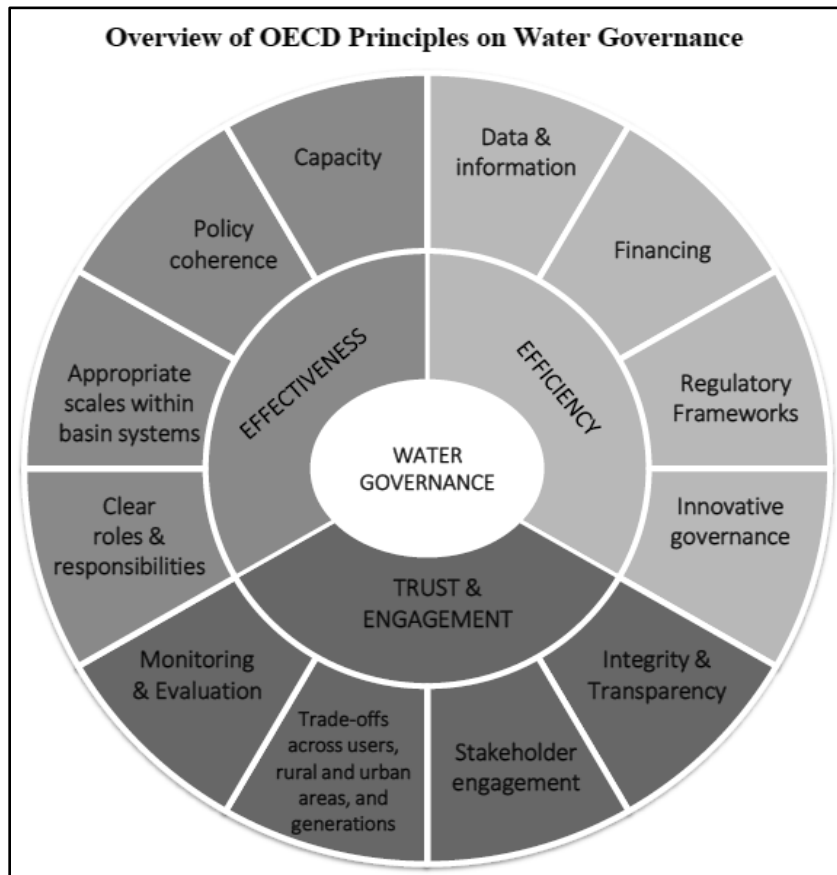 Overview of OECD Principles on Water Governance
Capacity
Data &
information
Policy
coherence
Financing
Appropriate
scales within
basin systems
EFFECTIVENESS
EFFICIENCY
Regulatory
Frameworks
WATER
GOVERNANCE
Clear
roles &
responsibilities
Innovative
governance
TRUST &
ENGAGEMENT
Monitoring
& Evaluation
Trade-offs
across users,
rural and urban
areas, and
generations
Stakeholder
engagement
Integrity &
Transparency